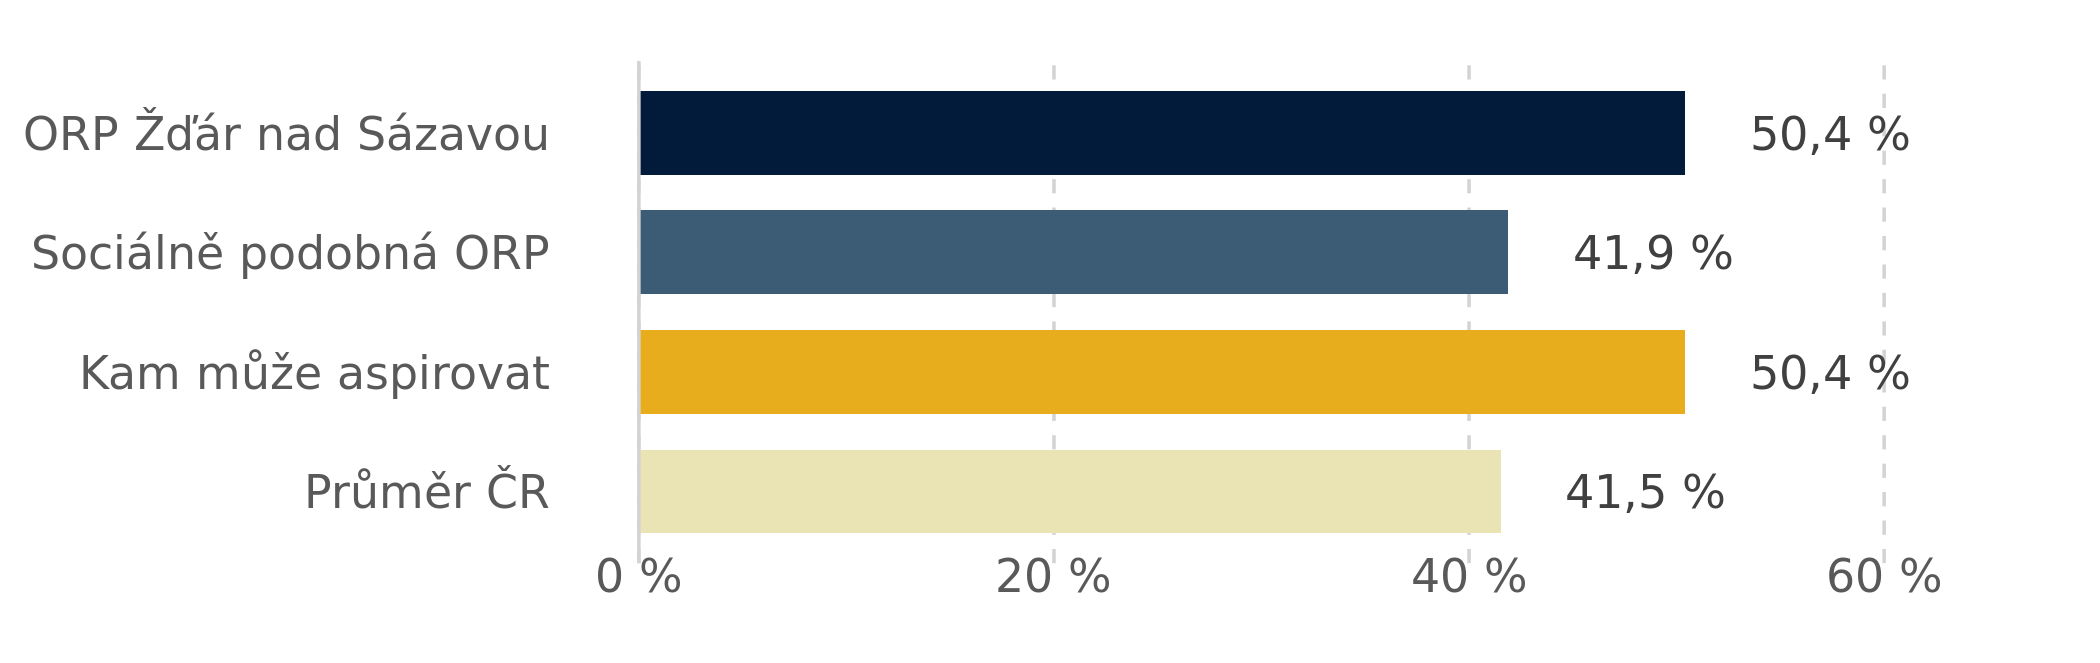 ORP Žďár nad Sázavou
50,4 %
Sociálně podobná ORP
41,9 %
Kam může aspirovat
50,4 %
Průměr ČR
41,5 %
0 %
20 %
40 %
60 %